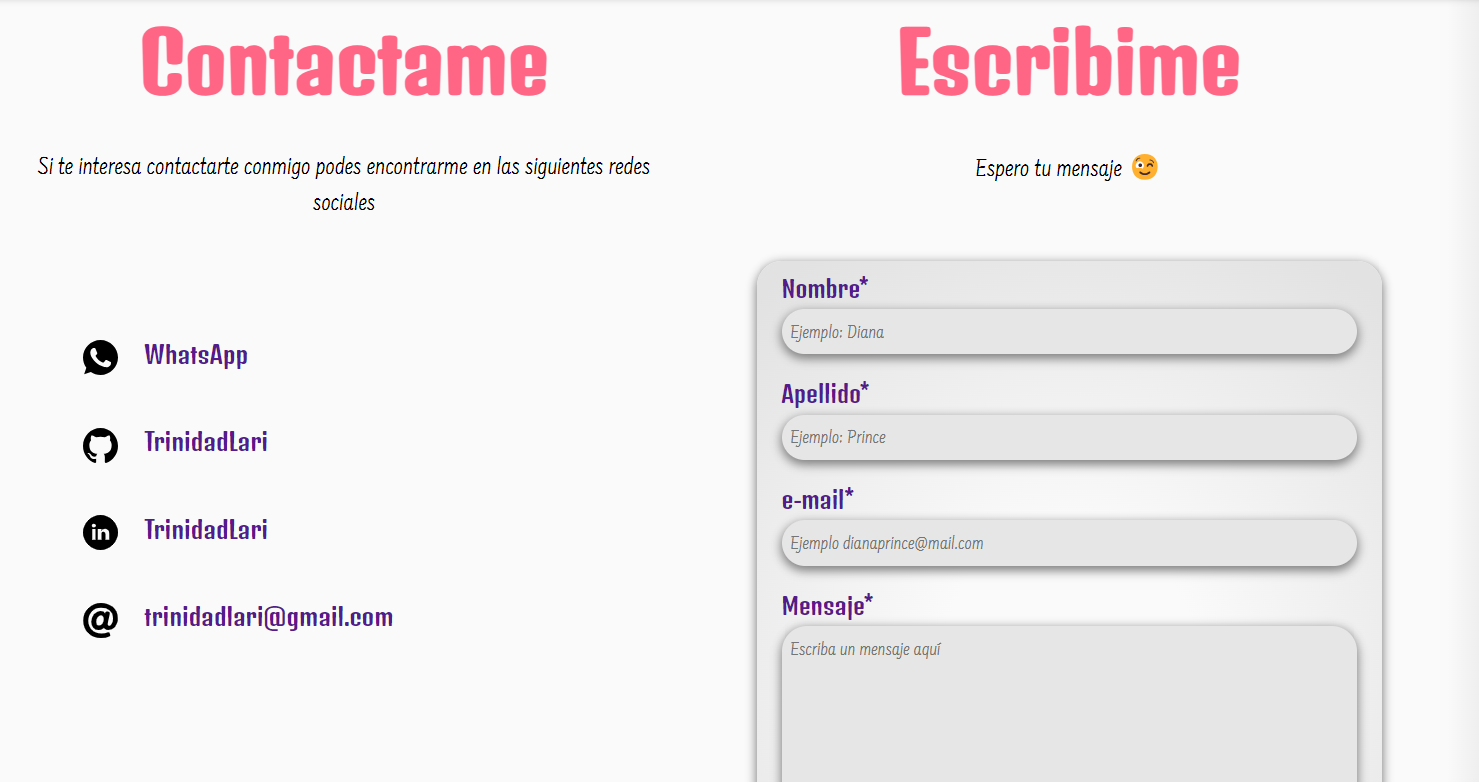 Contactame
Si te interesa contactarte conmigo podes encontrarme en las siguientes redes
sociales
WhatsApp
TrinidadLari
TrinidadLari
trinidadlari@gmail.com
Escribime
Espero tu mensaje 😉
Nombre*
Ejemplo: Diana
Apellido*
Ejemplo: Prince
e-mail*
Ejemplo dianaprince@mail.com
Mensaje*
Escriba un mensaje aquí